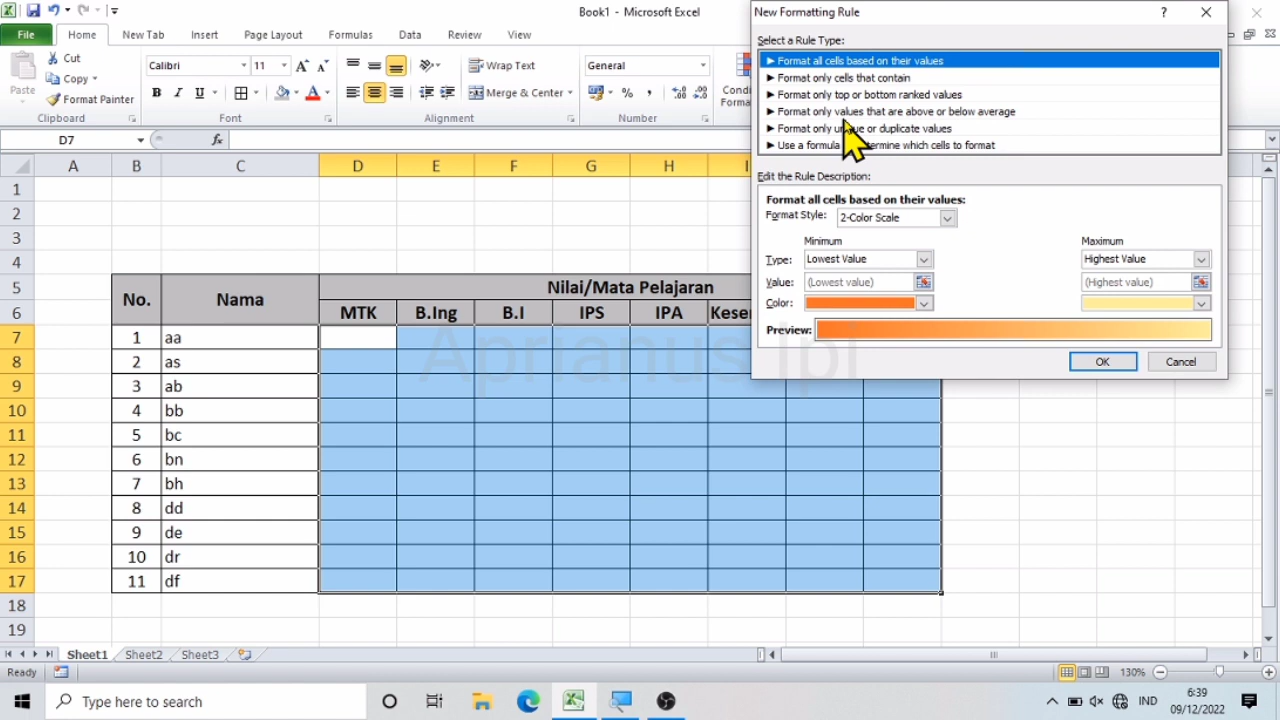 Book1 - Microsoft Excel
File Home New Tab Insert Page Layout Formulas Data Review View
Paste
Cut
Copy
Format Painter
Clipboard
Calibri 11
B I U
Font
Wrap Text
Merge & Center
Alignment
General
%
Number
D7
fx
A B C D E F G H
1
2
3
4
5
6
7
8
9
10
11
12
13
14
15
16
17
18
19
No. Nama Nilai/Mata Pelajaran
MTK B.Ing B.I IPS IPA
1 aa
2 as
3 ab
4 bb
5 bc
6 bn
7 bh
8 dd
9 de
10 dr
11 df
Aprianus Ipi
New Formatting Rule
?
Select a Rule Type:
► Format all cells based on their values
► Format only cells that contain
► Format only top or bottom ranked values
► Format only values that are above or below average
► Format only or duplicate values
► Use a formula which cells to format
Edit the Rule Description:
Format all cells based on their values:
Format Style: 2-Color Scale
Minimum Maximum
Type: Lowest Value Highest Value
Value: (Lowest value) (Highest value)
Color:
Preview:
OK Cancel
Sheet1 Sheet2 Sheet3
Ready
130%
Type here to search
IND
6:39
09/12/2022